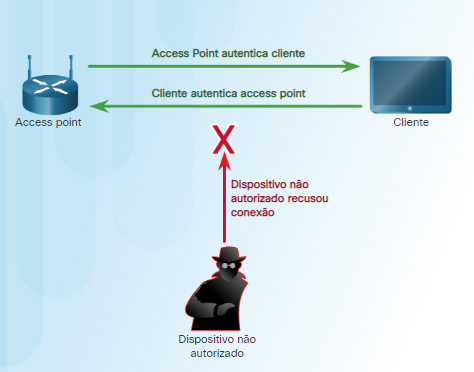 Access Point autentica cliente
Cliente autentica access point
Access point
Cliente
Dispositivo não
autorizado recusou
conexão
Dispositivo não
autorizado